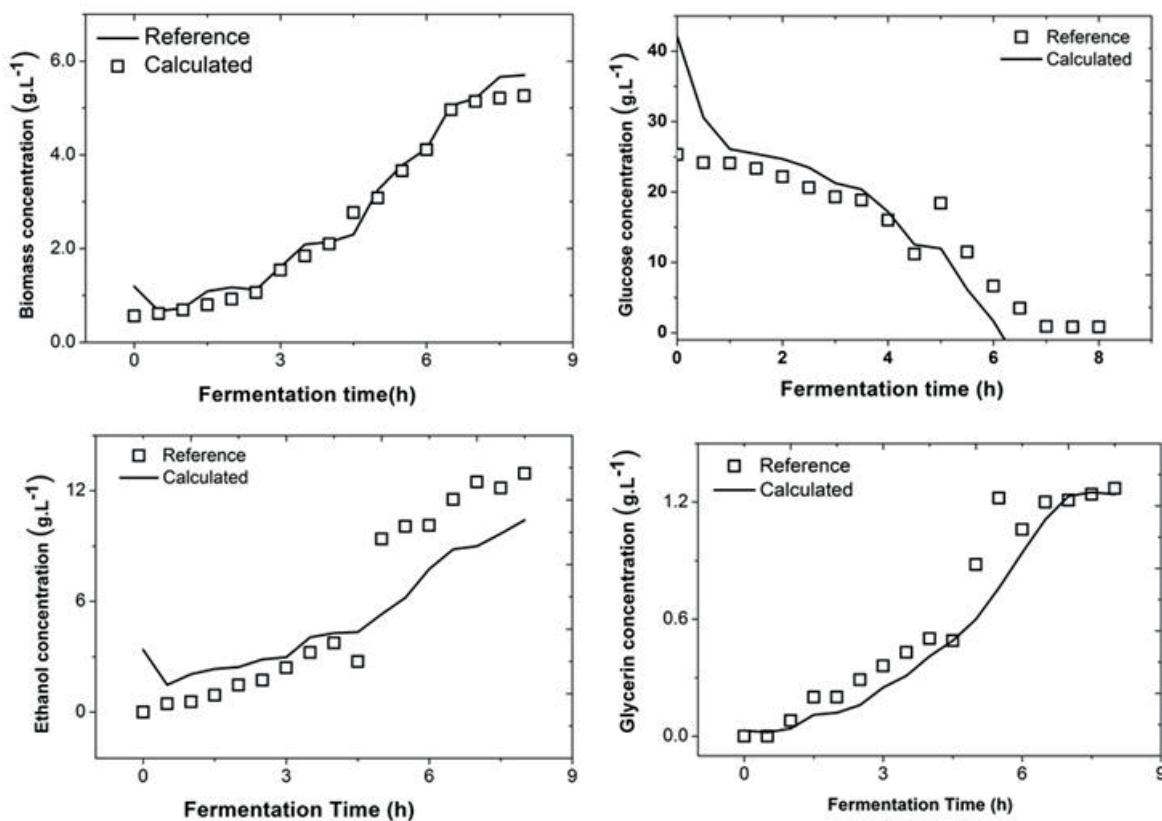 Reference
Calculated
6.0
4.0
2.0
0.0
Biomass concentration (g.L-1)
0
3
6
9
Fermentation time(h)
Reference
Calculated
40
30
20
10
0
Glucose concentration (g.L-1)
0
2
4
6
8
Fermentation time (h)
Reference
Calculated
12
6
0
Ethanol concentration (g.L-1)
0
3
6
9
Fermentation Time (h)
Reference
Calculated
1.2
0.6
0.0
Glycerin concentration (g.L-1)
0
3
6
9
Fermentation Time (h)